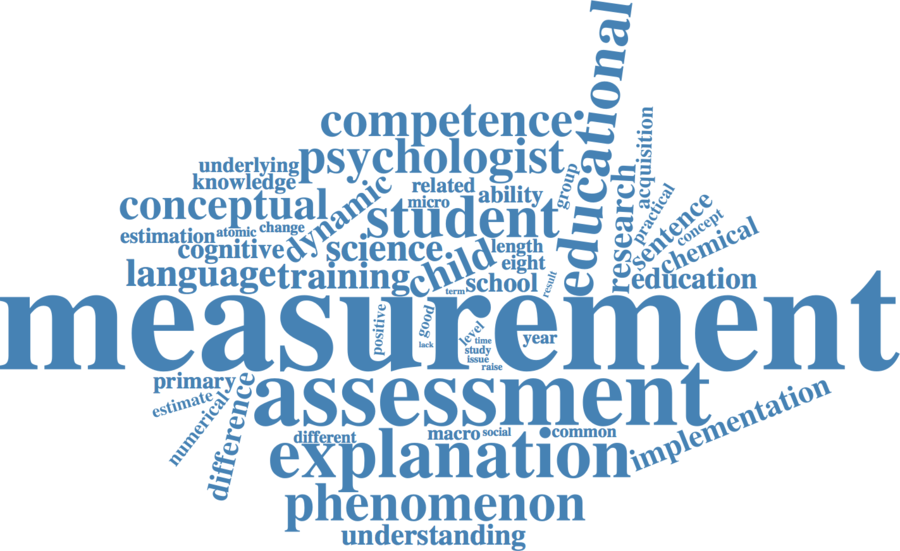 educational
competence
psychologist
acquisition
underlying
knowledge
related
ability
group
research
practical
conceptual
dynamic
micro
student
sentence
concept
estimation
atomic
change
cognitive
science
length
chemical
language
training
child
eight
school
term
result
education
measurement
positive
good
lack
level
time
study
issue
raise
year
primary
assessment
estimate
numerical
difference
implementation
different
macro
social
common
explanation
phenomenon
understanding